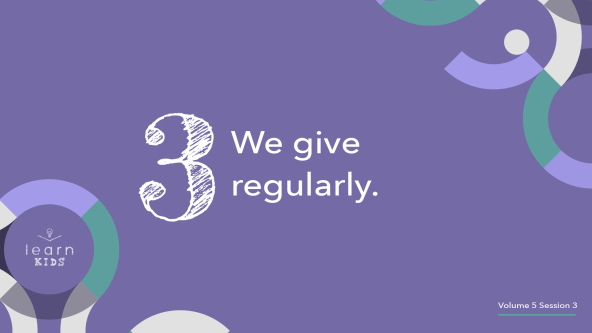 3
We give
regularly.
learn
KIDS
Volume 5 Session 3